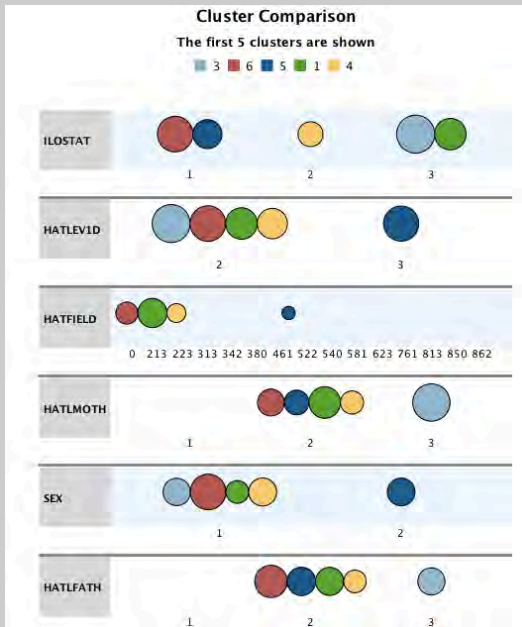 Cluster Comparison
The first 5 clusters are shown
3 6 5 1 4
ILOSTAT
1 2 3
HATLEV1D
2 3
HATFIELD
0 213 223 313 342 380 461 522 540 581 623 761 813 850 862
HATLMOTH
1 2 3
SEX
1 2
HATLFATH
1 2 3